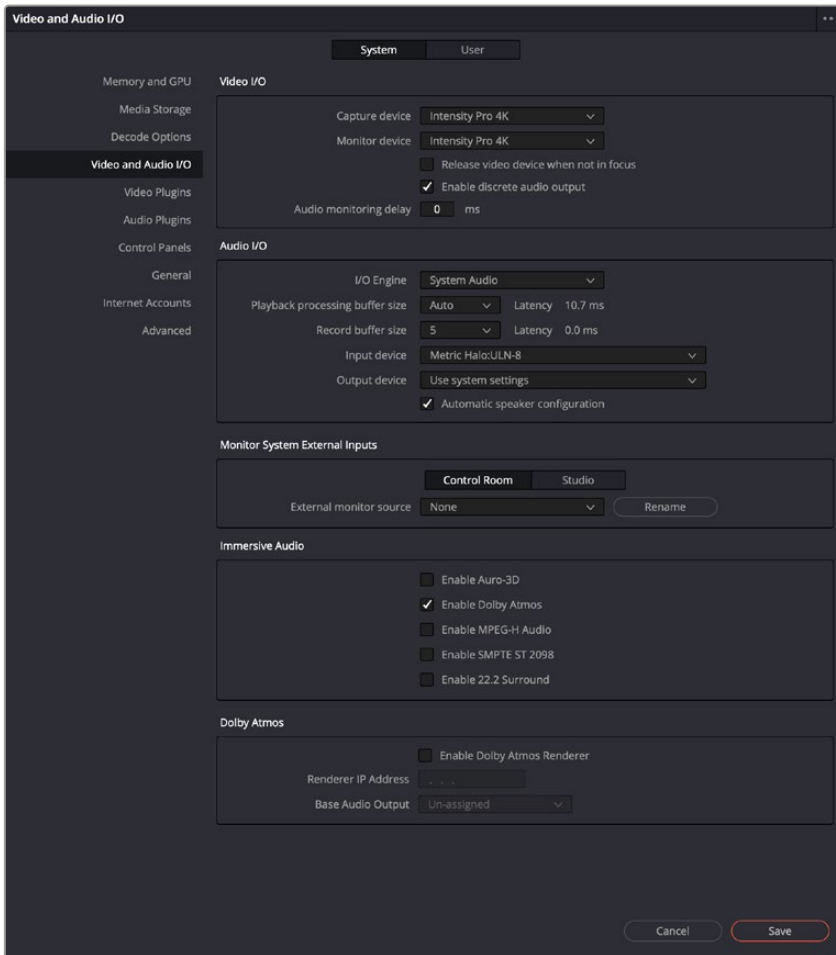 Video and Audio I/O
System User
Memory and GPU
Media Storage
Decode Options
Video and Audio I/O
Video Plugins
Audio Plugins
Control Panels
General
Internet Accounts
Advanced
Video I/O
Capture device Intensity Pro 4K
Monitor device Intensity Pro 4K
Release video device when not in focus
Enable discrete audio output
Audio monitoring delay 0 ms
Audio I/O
I/O Engine System Audio
Playback processing buffer size Auto Latency 10.7 ms
Record buffer size 5 Latency 0.0 ms
Input device Metric Halo:ULN-8
Output device Use system settings
Automatic speaker configuration
Monitor System External Inputs
Control Room Studio
External monitor source None Rename
Immersive Audio
Enable Auro-3D
Enable Dolby Atmos
Enable MPEG-H Audio
Enable SMPTE ST 2098
Enable 22.2 Surround
Dolby Atmos
Enable Dolby Atmos Renderer
Renderer IP Address . . .
Base Audio Output Un-assigned
Cancel Save